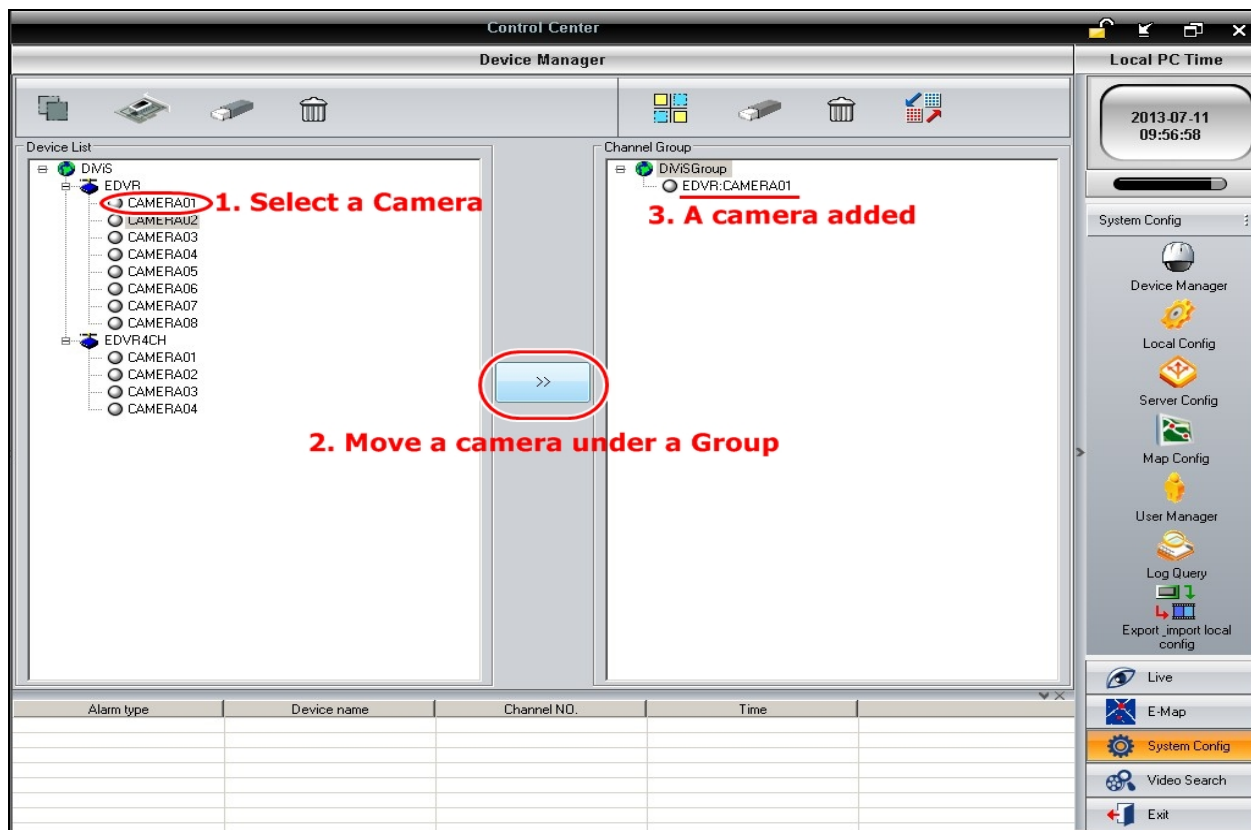 Control Center
Device Manager
Local PC Time
2013-07-11
09:56:58
Device List
DiViS
EDVR
CAMERA01
CAMERA02
CAMERA03
CAMERA04
CAMERA05
CAMERA06
CAMERA07
CAMERA08
EDVR4CH
CAMERA01
CAMERA02
CAMERA03
CAMERA04
1. Select a Camera
>>
2. Move a camera under a Group
Channel Group
DiViSGroup
EDVR:CAMERA01
3. A camera added
System Config
Device Manager
Local Config
Server Config
Map Config
User Manager
Log Query
Export_import local
config
Live
E-Map
System Config
Video Search
Exit
Alarm type
Device name
Channel NO.
Time